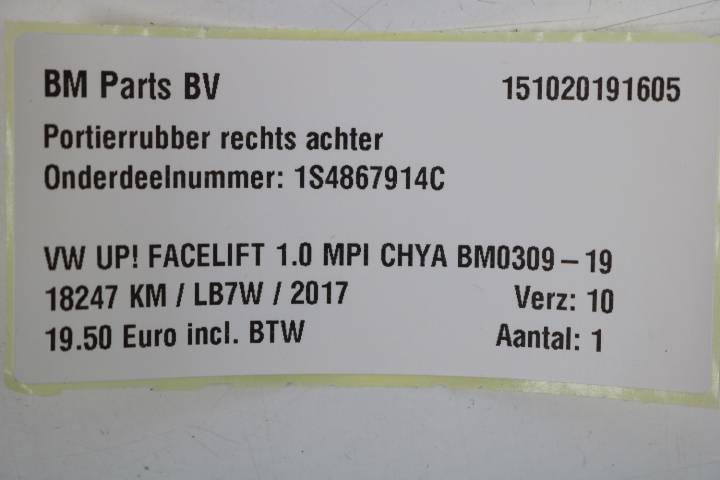 BM Parts BV 151020191605
Portierrubber rechts achter
Onderdeelnummer: 1S4867914C
VW UP! FACELIFT 1.0 MPI CHYA BM0309-19
18247 KM / LB7W / 2017 Verz: 10
19.50 Euro incl. BTW Aantal: 1